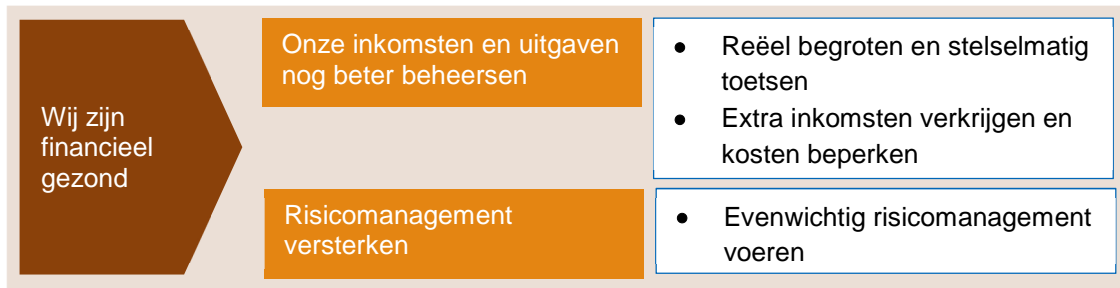 Wij zijn
financieel
gezond
Onze inkomsten en uitgaven
nog beter beheersen
● Reëel begroten en stelselmatig
toetsen
● Extra inkomsten verkrijgen en
kosten beperken
Risicomanagement
versterken
● Evenwichtig risicomanagement
voeren